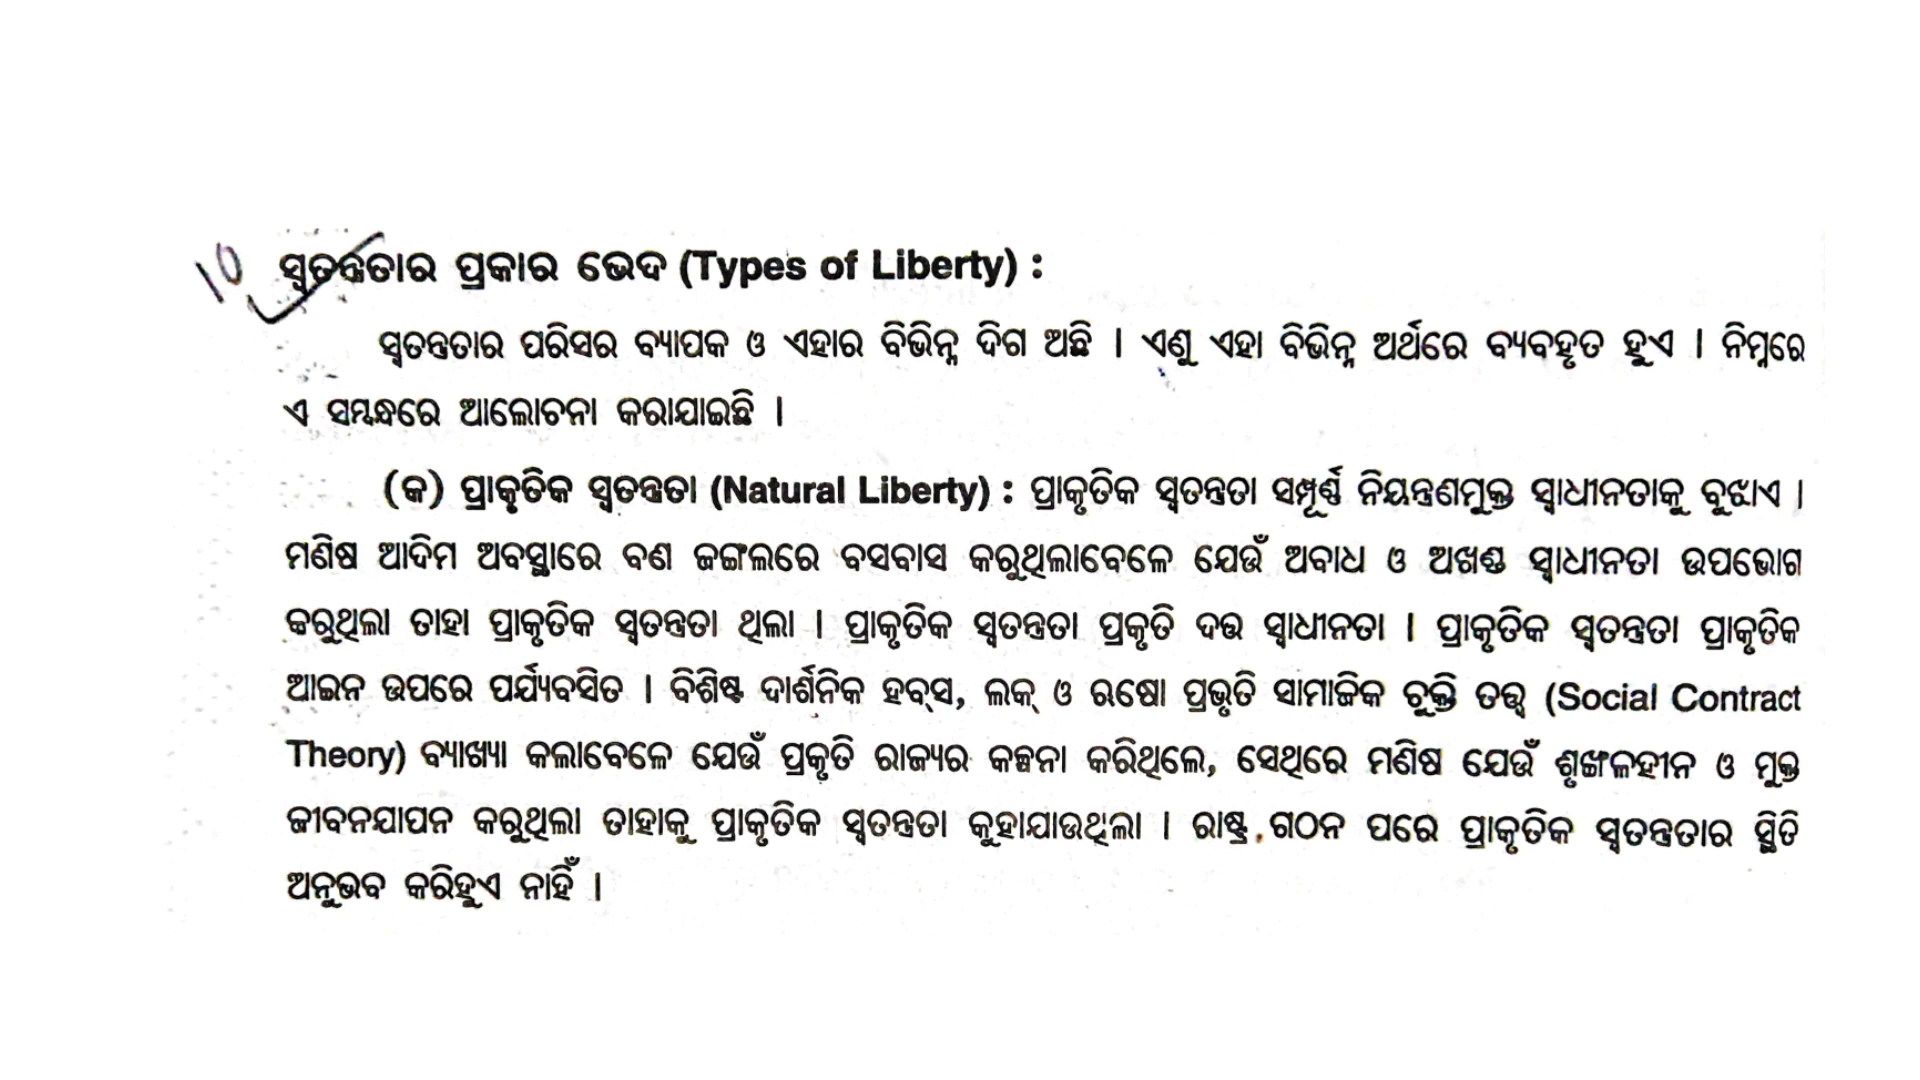 10 ସ୍ୱତନ୍ତ୍ରତାର ପ୍ରକାର ଭେଦ (Types of Liberty) :
ସ୍ୱତନ୍ତ୍ରତାର ପରିସର ବ୍ୟାପକ ଓ ଏହାର ବିଭିନ୍ନ ଦିଗ ଅଛି । ଏଣୁ ଏହା ବିଭିନ୍ନ ଅର୍ଥରେ ବ୍ୟବହୃତ ହୁଏ । ନିମ୍ନରେ
ଏ ସମ୍ବନ୍ଧରେ ଆଲୋଚନା କରାଯାଇଛି ।
(କ) ପ୍ରାକୃତିକ ସ୍ୱତନ୍ତ୍ରତା (Natural Liberty) : ପ୍ରାକୃତିକ ସ୍ୱତନ୍ତ୍ରତା ସମ୍ପୂର୍ଣ୍ଣ ନିୟନ୍ତ୍ରଣମୁକ୍ତ ସ୍ୱାଧୀନତାକୁ ବୁଝାଏ ।
ମଣିଷ ଆଦିମ ଅବସ୍ଥାରେ ବଣ ଜଙ୍ଗଲରେ ବସବାସ କରୁଥିଲାବେଳେ ଯେଉଁ ଅବାଧ ଓ ଅଖଣ୍ଡ ସ୍ୱାଧୀନତା ଉପଭୋଗ
କରୁଥିଲା ତାହା ପ୍ରାକୃତିକ ସ୍ୱତନ୍ତ୍ରତା ଥିଲା । ପ୍ରାକୃତିକ ସ୍ୱତନ୍ତ୍ରତା ପ୍ରକୃତି ଦତ୍ତ ସ୍ୱାଧୀନତା । ପ୍ରାକୃତିକ ସ୍ୱତନ୍ତ୍ରତା ପ୍ରାକୃତିକ
ଆଇନ ଉପରେ ପର୍ଯ୍ୟବସିତ । ବିଶିଷ୍ଟ ଦାର୍ଶନିକ ହବ୍‌ସ, ଲକ୍ ଓ ଋଷୋ ପ୍ରଭୃତି ସାମାଜିକ ଚୁକ୍ତି ତତ୍ତ୍ୱ (Social Contract
Theory) ବ୍ୟାଖ୍ୟା କଲାବେଳେ ଯେଉଁ ପ୍ରକୃତି ରାଜ୍ୟର କଳ୍ପନା କରିଥିଲେ, ସେଥିରେ ମଣିଷ ଯେଉଁ ଶୃଙ୍ଖଳହୀନ ଓ ମୁକ୍ତ
ଜୀବନଯାପନ କରୁଥିଲା ତାହାକୁ ପ୍ରାକୃତିକ ସ୍ୱତନ୍ତ୍ରତା କୁହାଯାଉଥିଲା । ରାଷ୍ଟ୍ର ଗଠନ ପରେ ପ୍ରାକୃତିକ ସ୍ୱତନ୍ତ୍ରତାର ସ୍ଥିତି
ଅନୁଭବ କରିହୁଏ ନାହିଁ ।